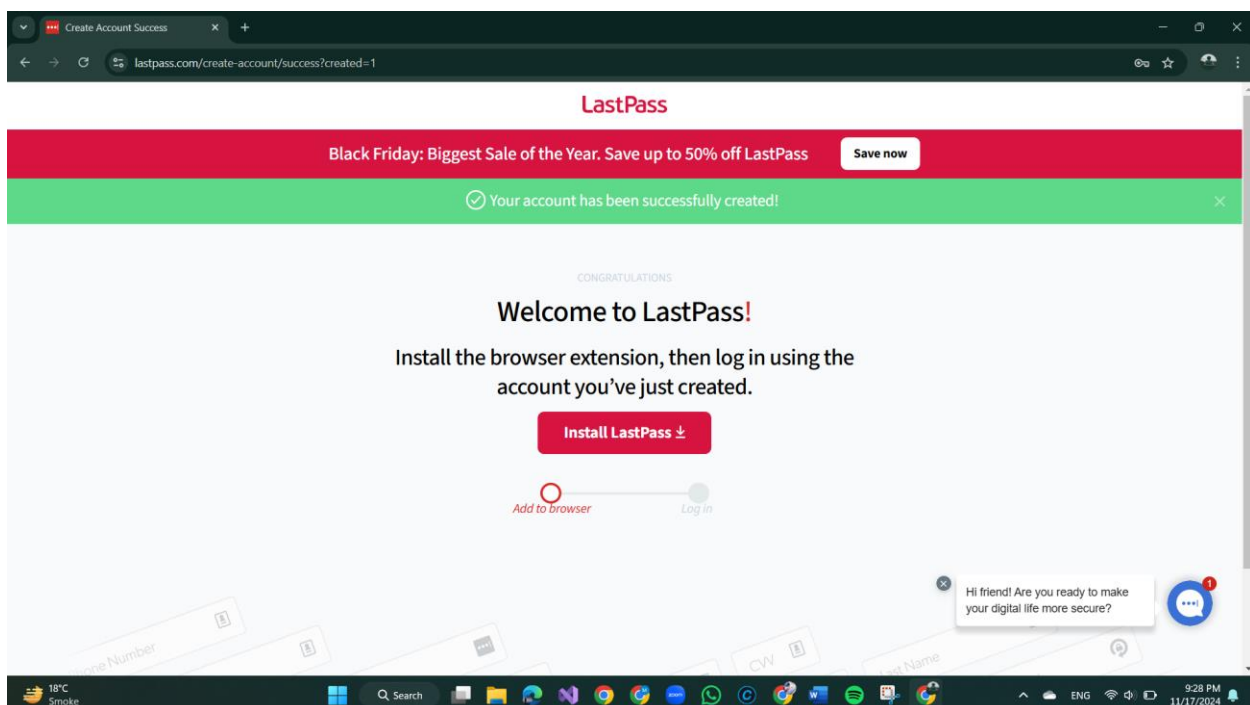 Create Account Success
lastpass.com/create-account/success?created=1
LastPass
Black Friday: Biggest Sale of the Year. Save up to 50% off LastPass Save now
Your account has been successfully created!
CONGRATULATIONS
Welcome to LastPass!
Install the browser extension, then log in using the
account you've just created.
Install LastPass
Add to browser Log in
Hi friend! Are you ready to make
your digital life more secure?
1
Phone Number
CVV
Last Name
18°C
Smoke
Search
zoom
ENG
9:28 PM
11/17/2024